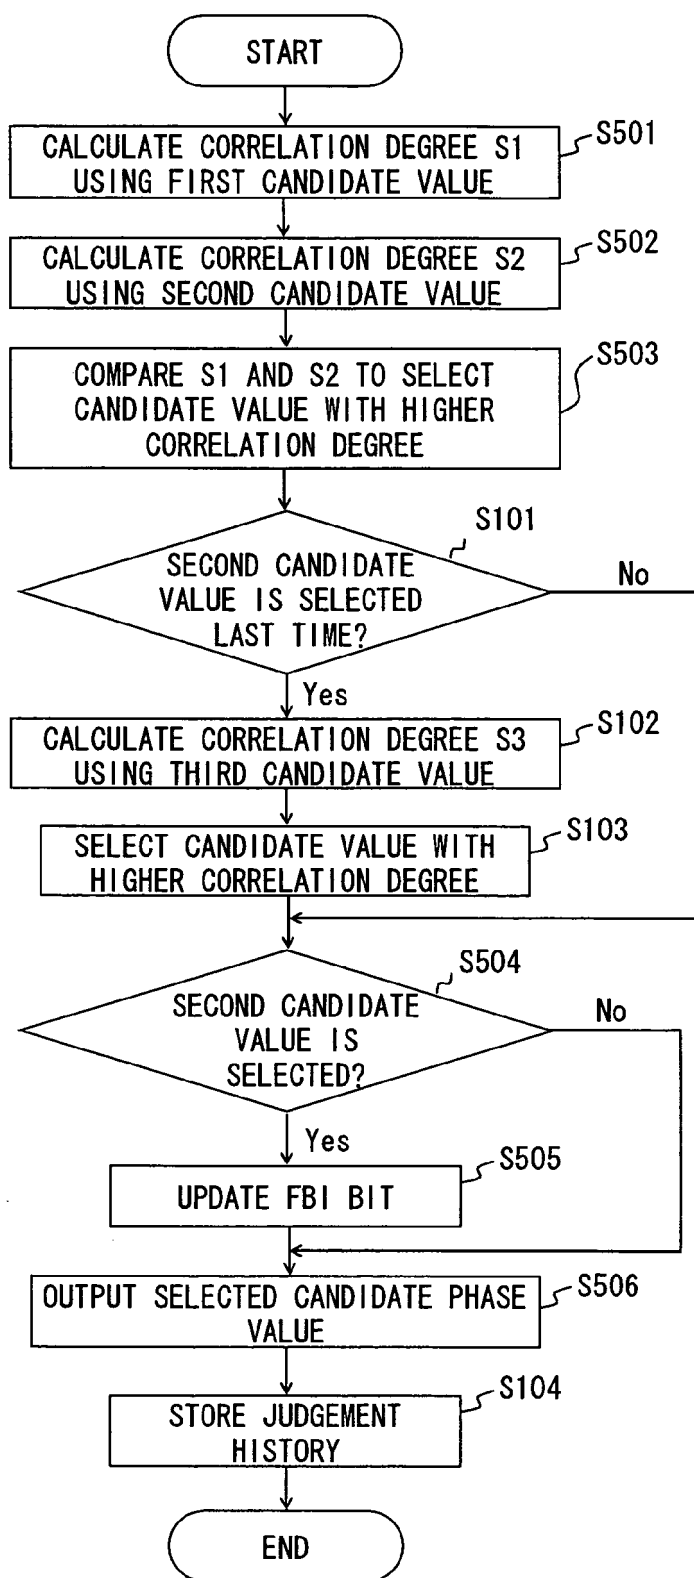 START
CALCULATE CORRELATION DEGREE S1
USING FIRST CANDIDATE VALUE
S501
CALCULATE CORRELATION DEGREE S2
USING SECOND CANDIDATE VALUE
S502
COMPARE S1 AND S2 TO SELECT
CANDIDATE VALUE WITH HIGHER
CORRELATION DEGREE
S503
SECOND CANDIDATE
VALUE IS SELECTED
LAST TIME?
S101
No
Yes
CALCULATE CORRELATION DEGREE S3
USING THIRD CANDIDATE VALUE
S102
SELECT CANDIDATE VALUE WITH
HIGHER CORRELATION DEGREE
S103
SECOND CANDIDATE
VALUE IS
SELECTED?
S504
No
Yes
UPDATE FBI BIT
S505
OUTPUT SELECTED CANDIDATE PHASE
VALUE
S506
STORE JUDGEMENT
HISTORY
S104
END